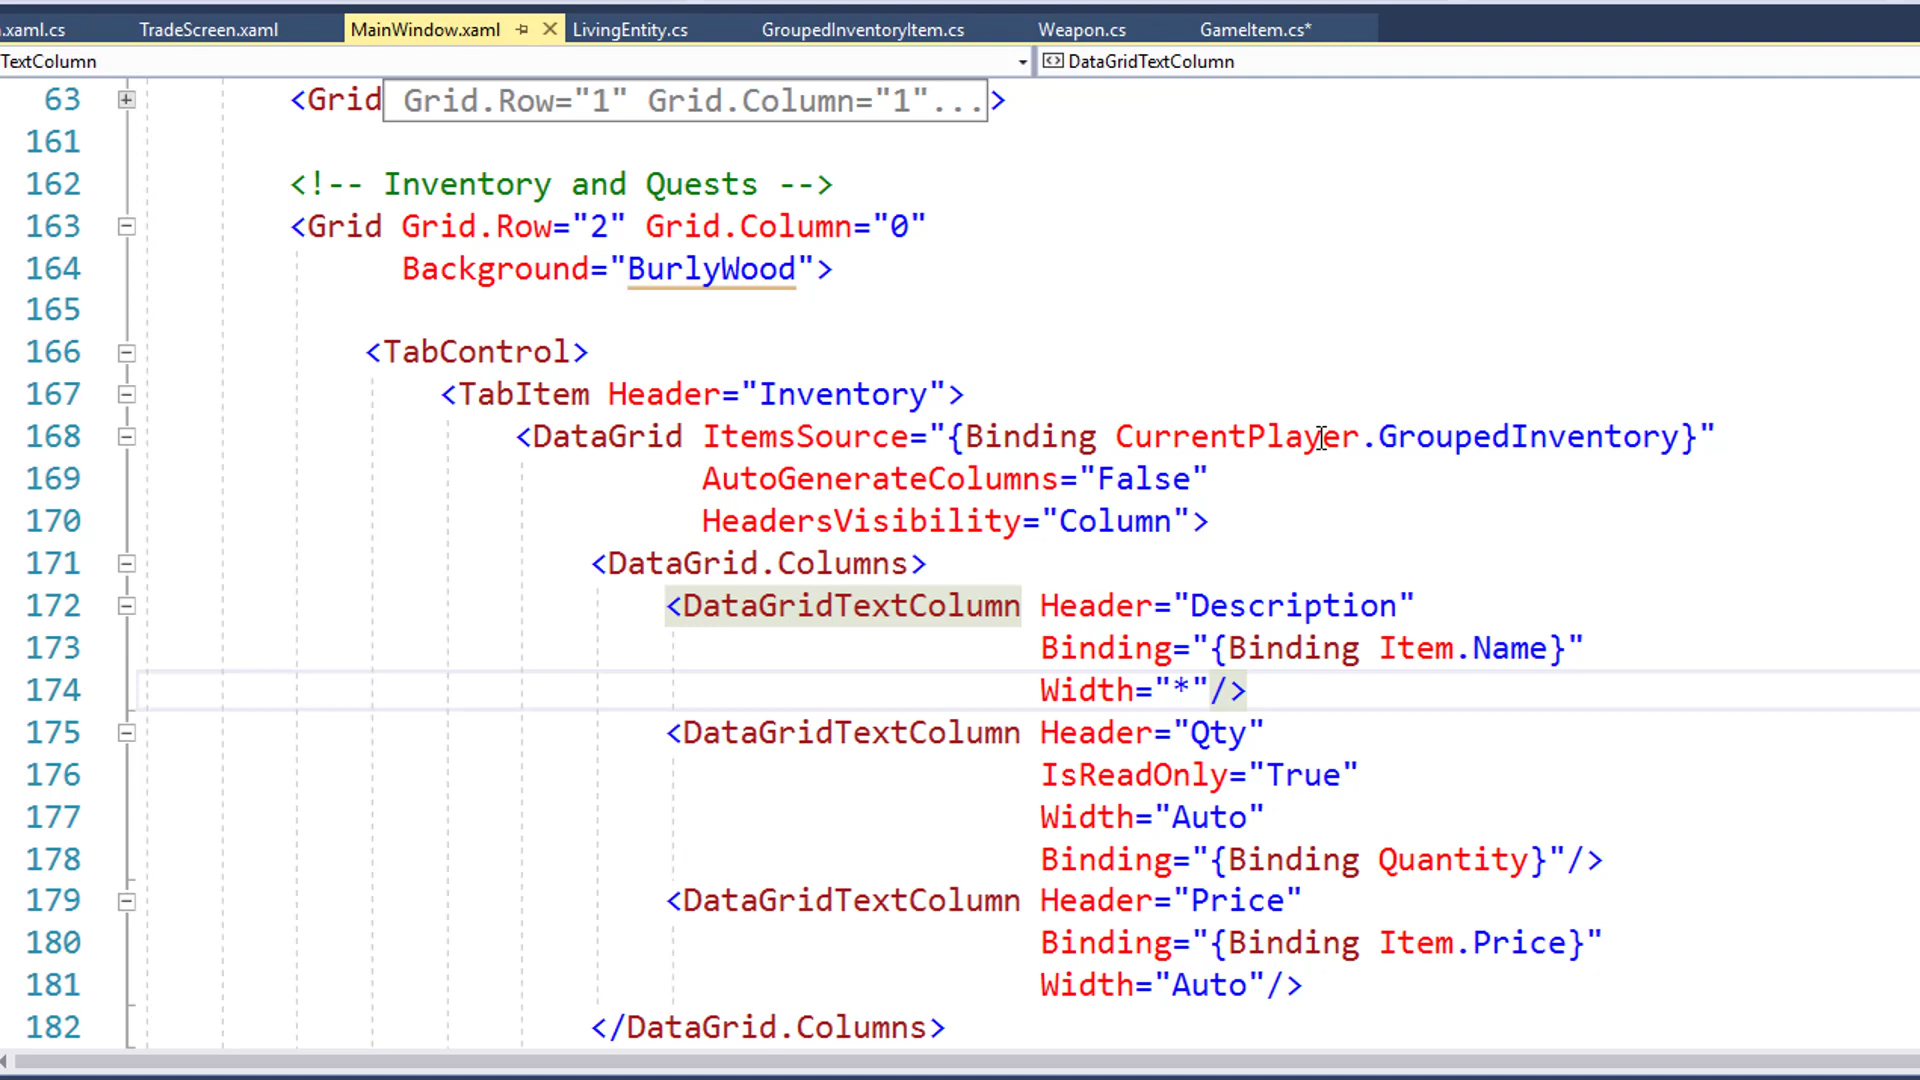 .xaml.cs TradeScreen.xaml MainWindow.xaml LivingEntity.cs GroupedInventoryItem.cs Weapon.cs GameItem.cs*
TextColumn DataGridTextColumn
63 <Grid Grid.Row="1" Grid.Column="1"...>
161
162 <!-- Inventory and Quests -->
163 <Grid Grid.Row="2" Grid.Column="0"
164 Background="BurlyWood">
165
166 <TabControl>
167 <TabItem Header="Inventory">
168 <DataGrid ItemsSource="{Binding CurrentPlayer.GroupedInventory}"
169 AutoGenerateColumns="False"
170 HeadersVisibility="Column">
171 <DataGrid.Columns>
172 <DataGridTextColumn Header="Description"
173 Binding="{Binding Item.Name}"
174 Width="*"/>
175 <DataGridTextColumn Header="Qty"
176 IsReadOnly="True"
177 Width="Auto"
178 Binding="{Binding Quantity}"/>
179 <DataGridTextColumn Header="Price"
180 Binding="{Binding Item.Price}"
181 Width="Auto"/>
182 </DataGrid.Columns>